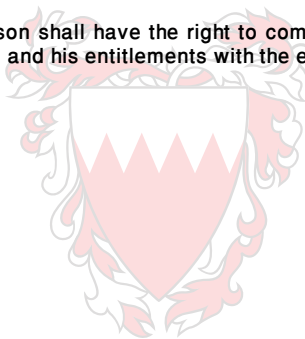 son shall have the right to com
and his entitlements with the e